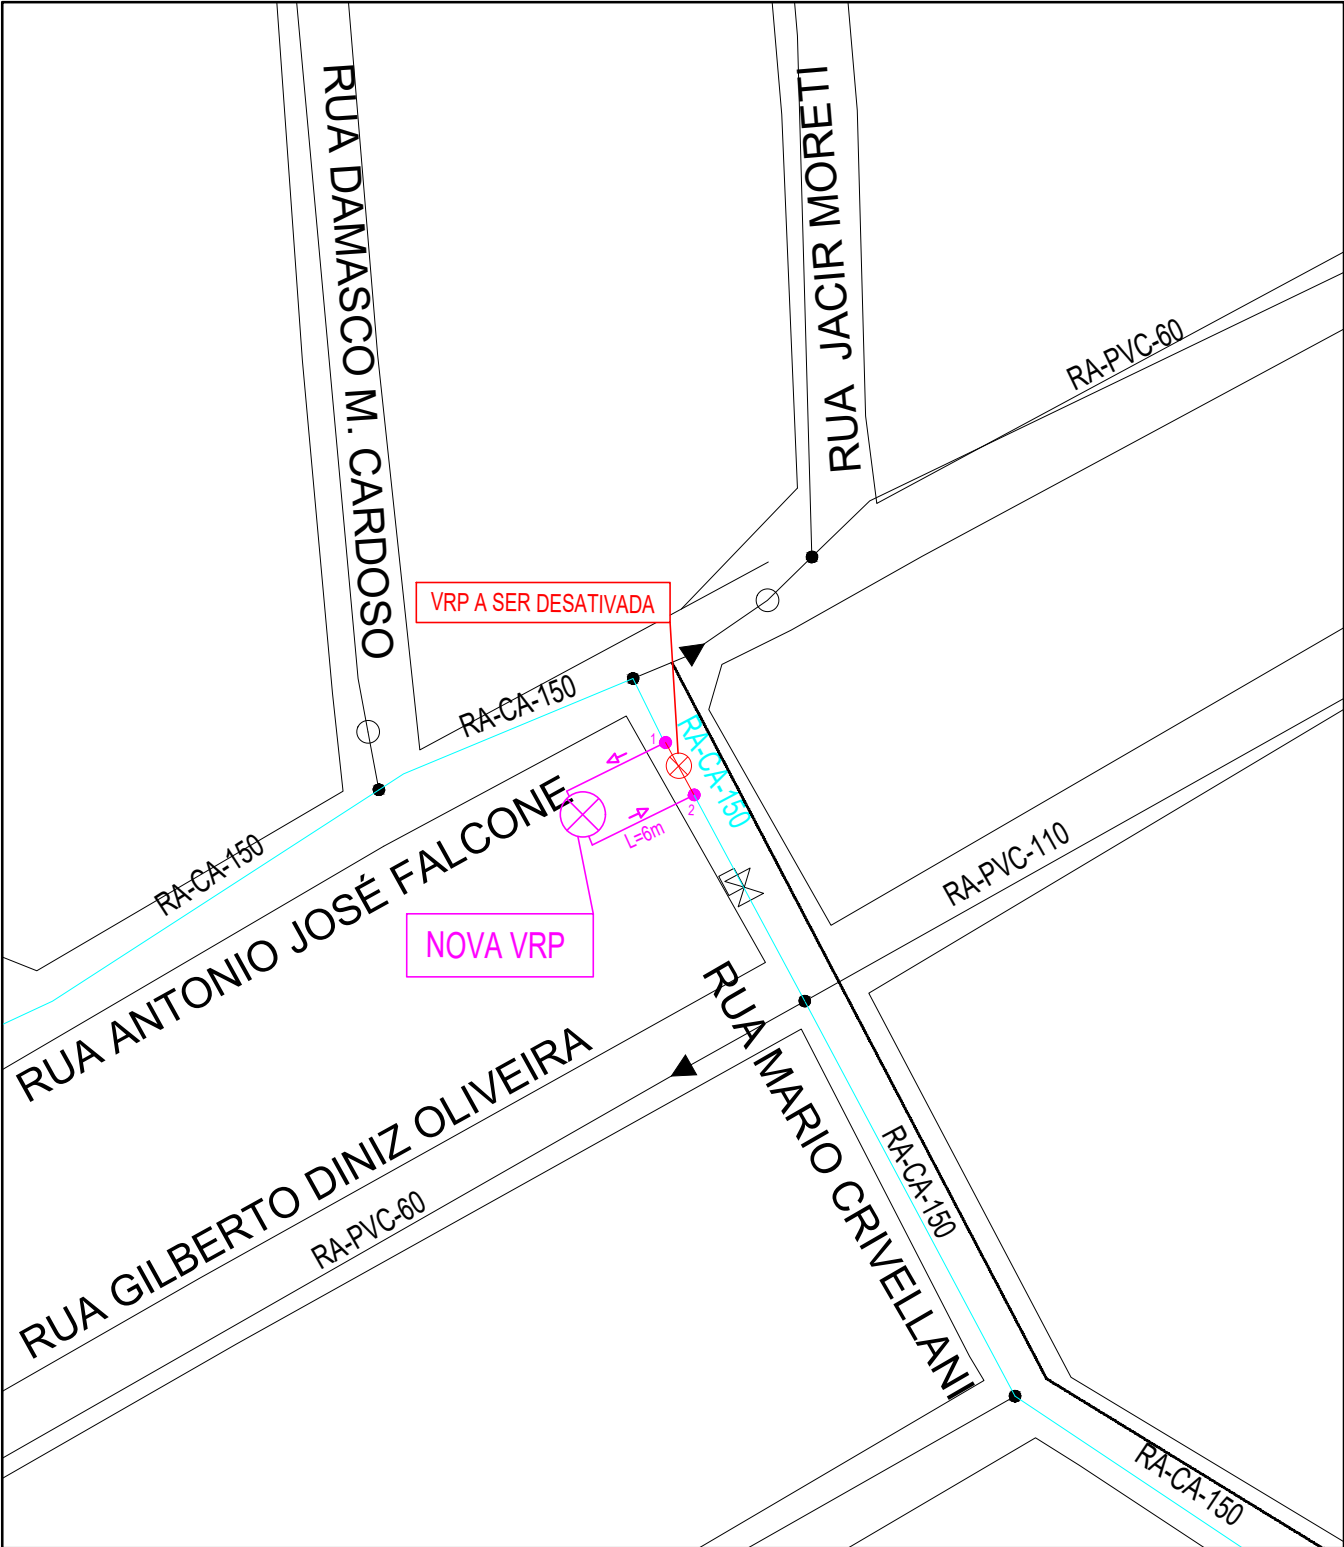 RUA DAMASCO M. CARDOSO
RUA JACIR MORETI
RA-PVC-60
VRP A SER DESATIVADA
RA-CA-150
RA-CA-150
1
2
L=6m
RA-CA-150
RUA ANTONIO JOSÉ FALCONE
NOVA VRP
RA-PVC-110
RUA MARIO CRIVELLANI
RUA GILBERTO DINIZ OLIVEIRA
RA-PVC-60
RA-CA-150
RA-CA-150